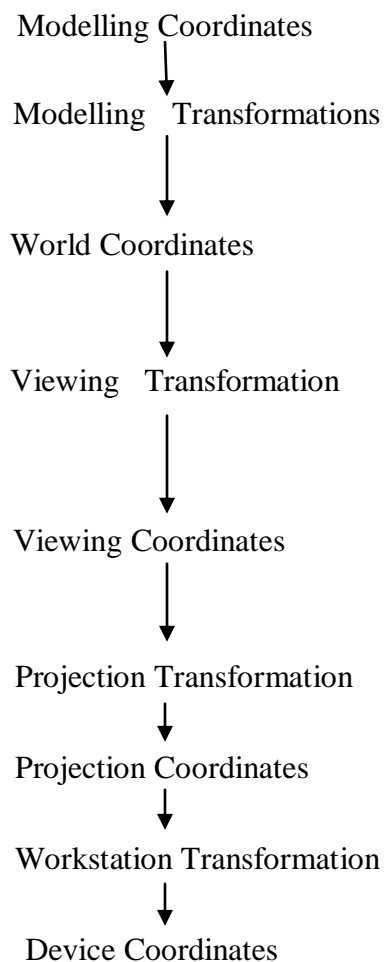 Modelling Coordinates
Modelling Transformations
World Coordinates
Viewing Transformation
Viewing Coordinates
Projection Transformation
Projection Coordinates
Workstation Transformation
Device Coordinates